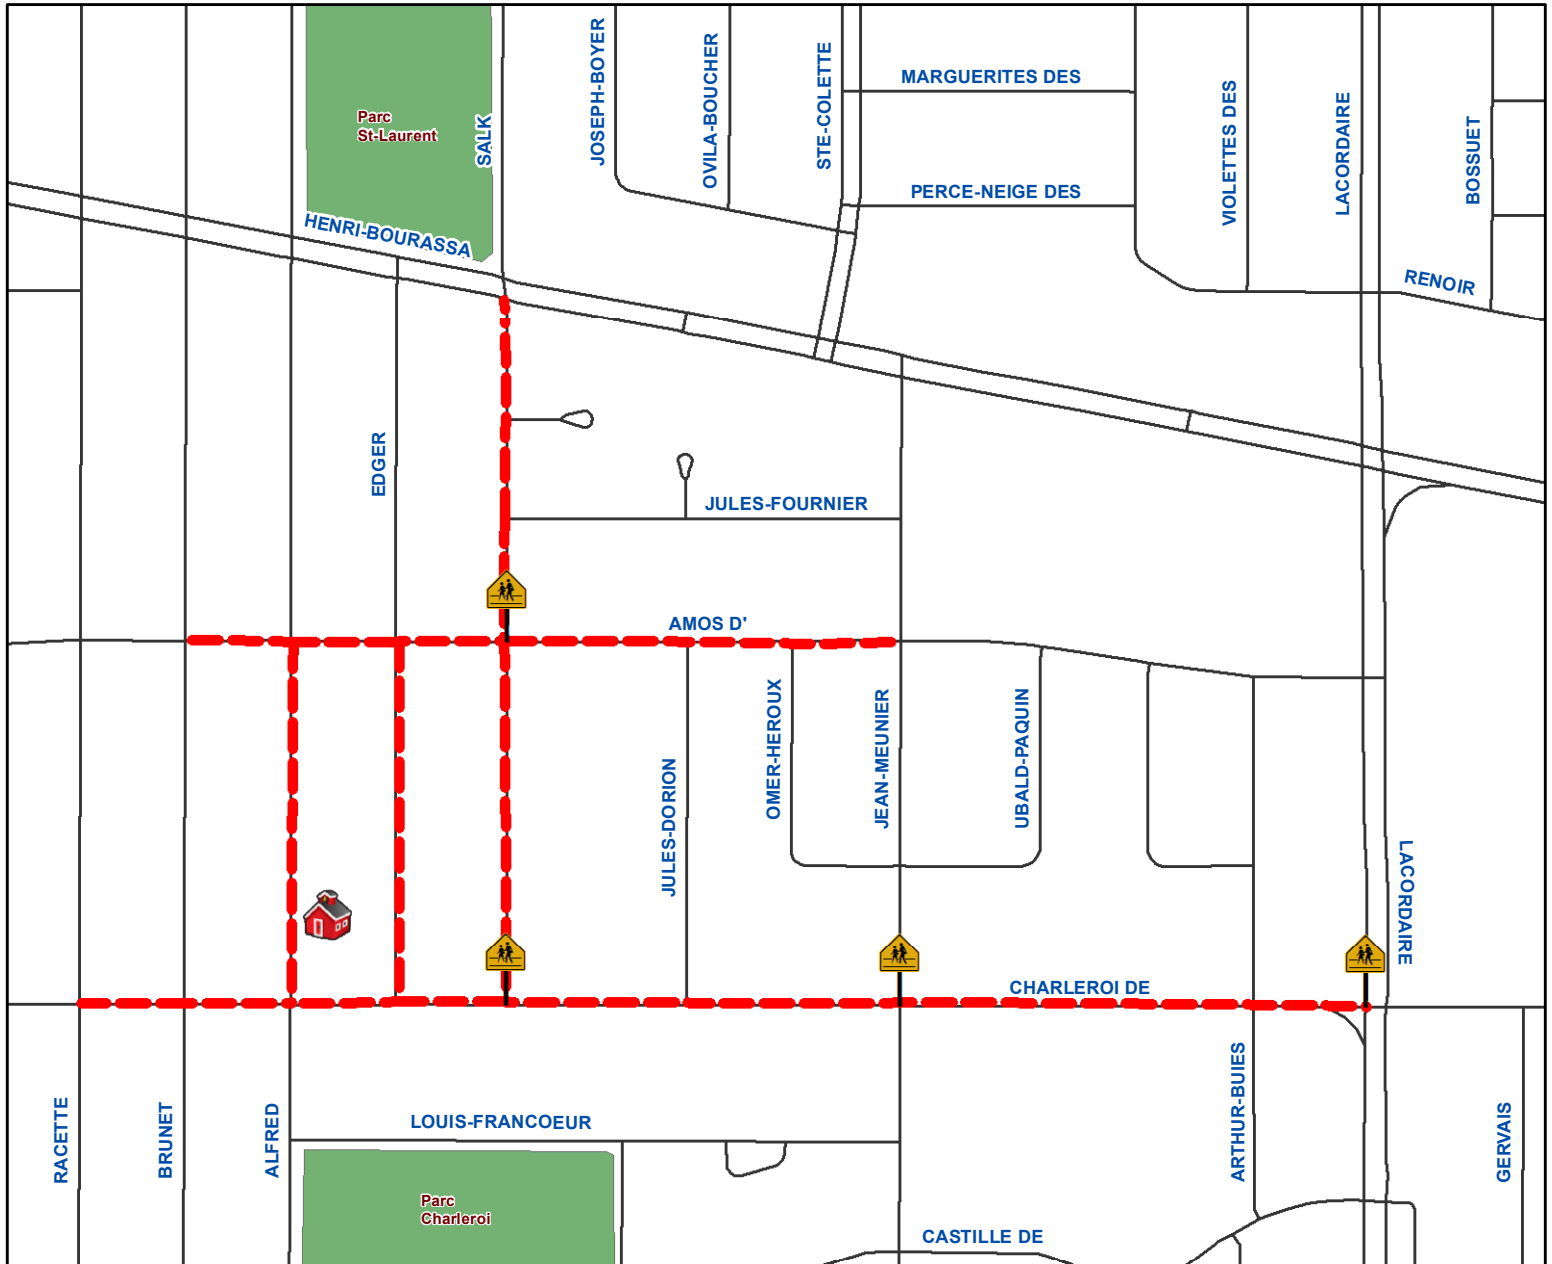 MARGUERITES DES
Parc
St-Laurent
SALK
JOSEPH-BOYER
OVILA-BOUCHER
STE-COLETTE
VIOLETTES DES
LACORDAIRE
BOSSUET
PERCE-NEIGE DES
HENRI-BOURASSA
RENOIR
EDGER
JULES-FOURNIER
AMOS D'
OMER-HEROUX
JEAN-MEUNIER
UBALD-PAQUIN
JULES-DORION
LACORDAIRE
CHARLEROI DE
RACETTE
BRUNET
ALFRED
LOUIS-FRANCOEUR
ARTHUR-BUIES
GERVAIS
Parc
Charleroi
CASTILLE DE